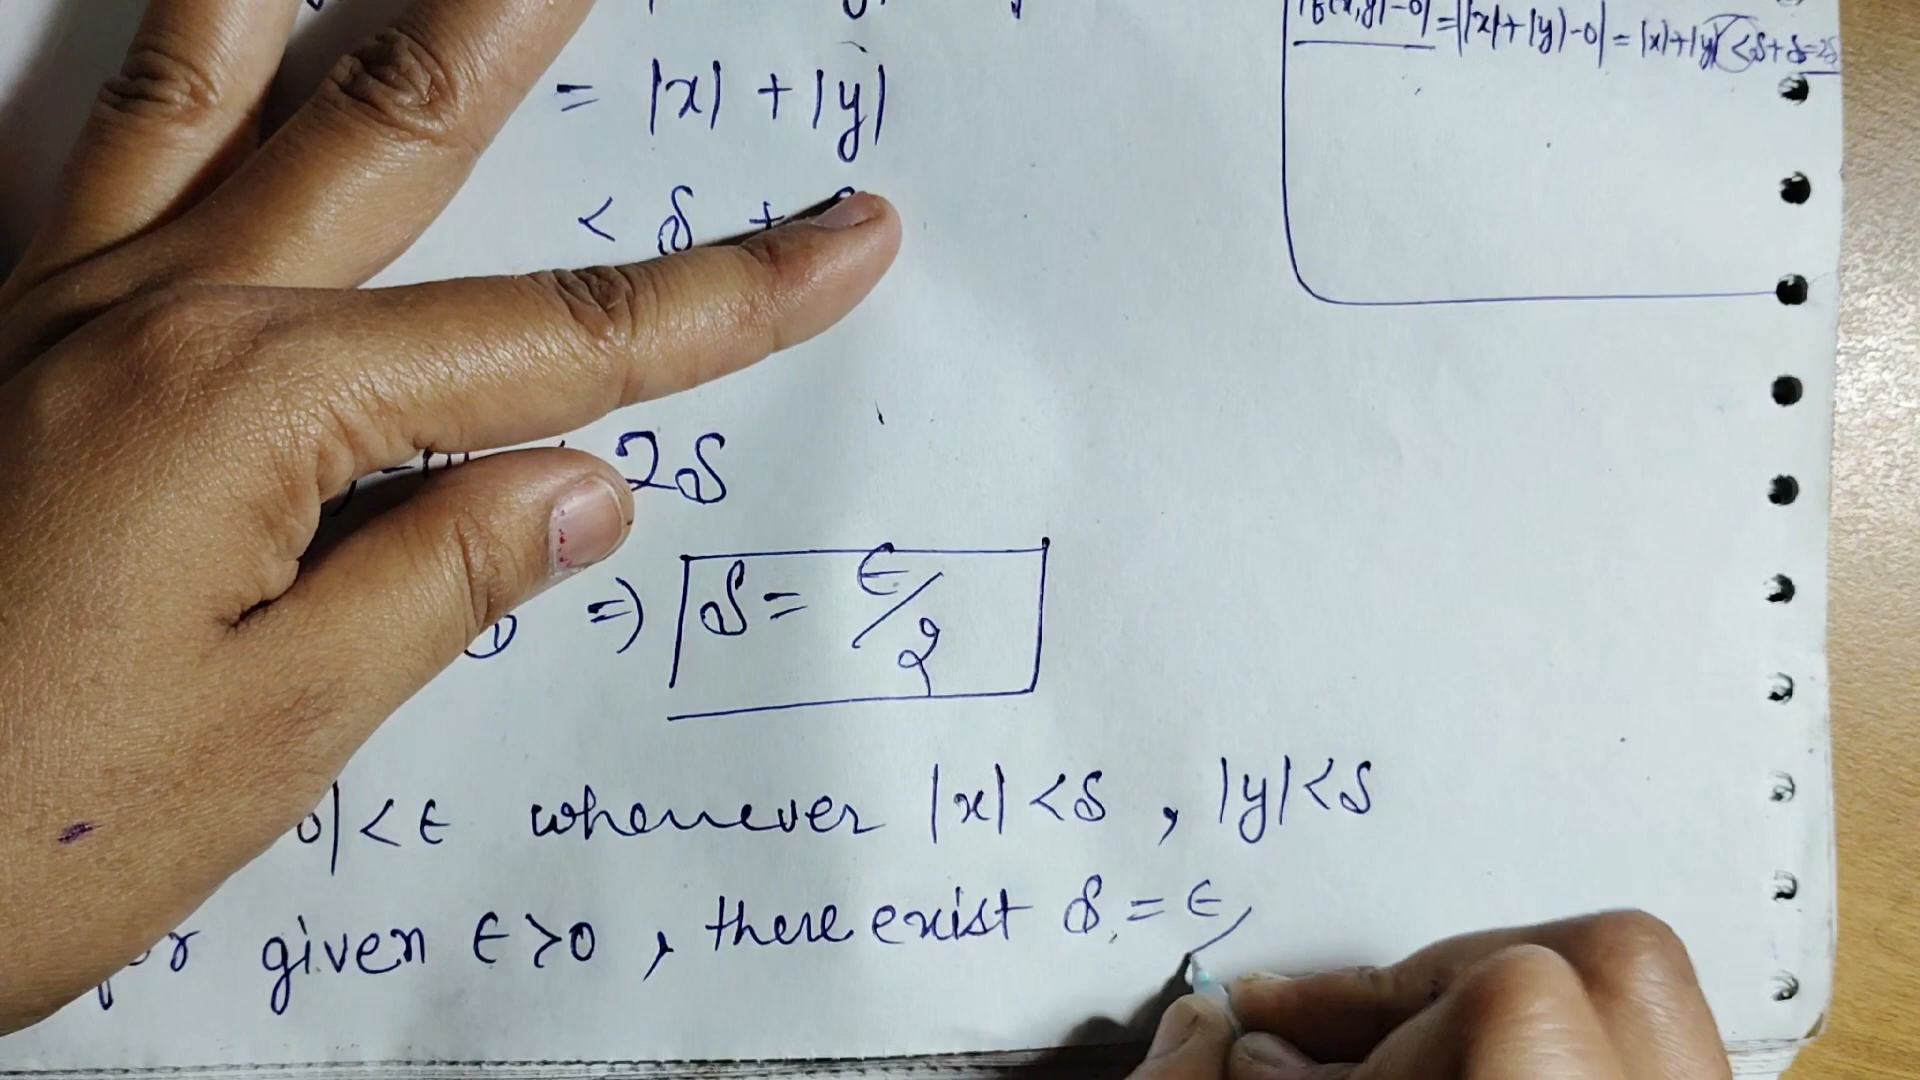 -0| = ||x|+|y|-0| = |x|+|y| < δ+δ=2δ
= |x| + |y|
< δ +
2δ
⇒ δ = ϵ/2
0| < ϵ whenever |x| < δ , |y| < δ
given ϵ > 0 , there exist δ = ϵ/